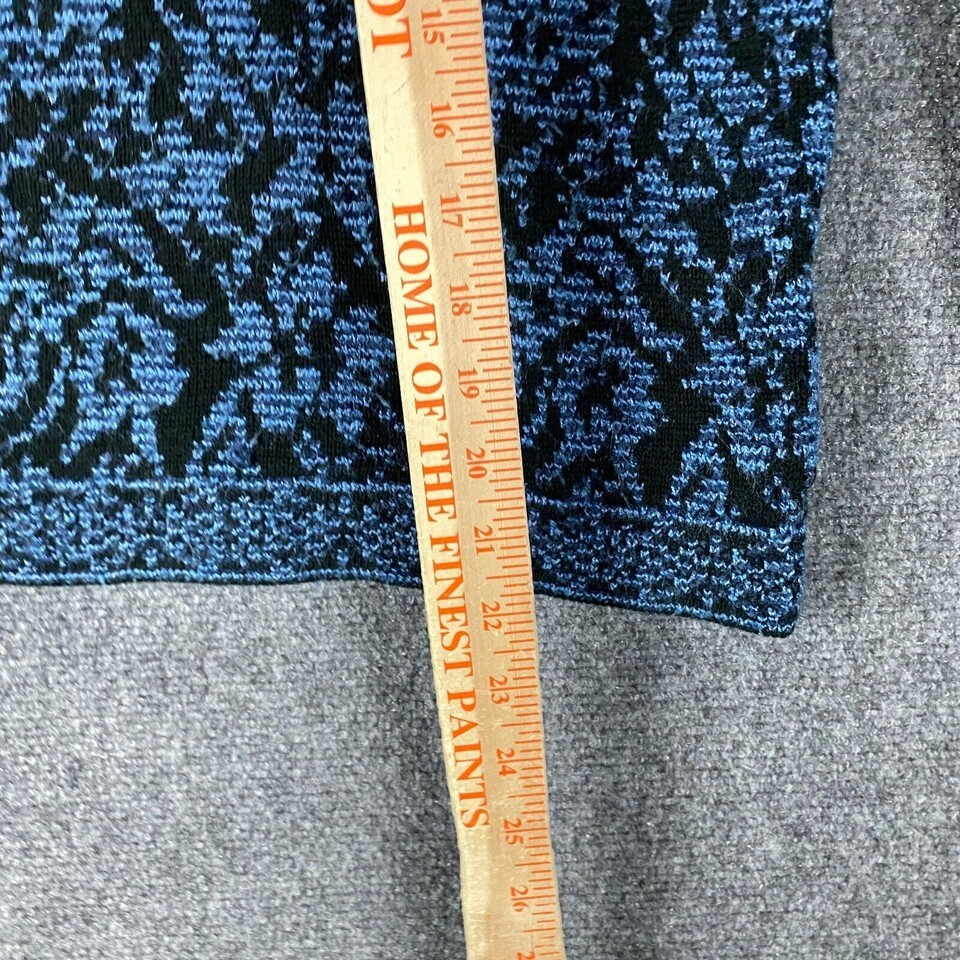 OT
HOME OF THE FINEST PAINTS
15 16 17 18 19 20 21 22 23 24 25 26